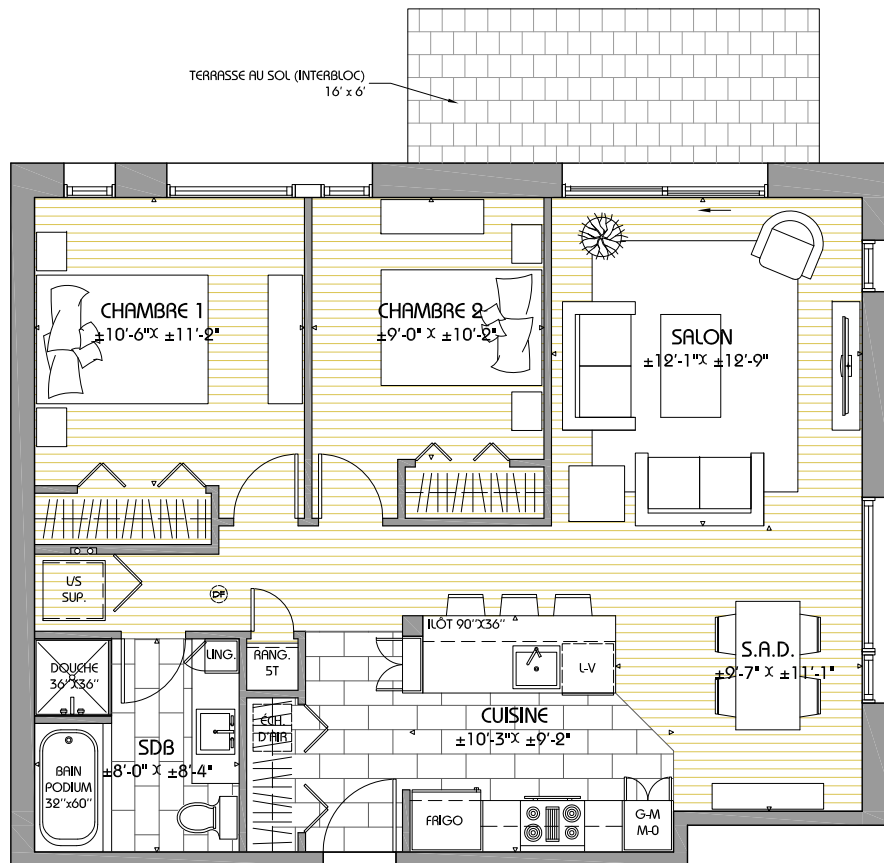 TERRASSE AU SOL (INTERBLOC)
16' x 6'
CHAMBRE 1
±10'-6"X ±11'-2"
CHAMBRE 2
±9'-0" X ±10'-2"
SALON
±12'-1"X ±12'-9"
L/S
SUP.
DF
ÎLÔT 90"X36"
L-V
S.A.D.
±9'-7" X ±11'-1"
DOUCHE
36"X36"
LING.
RANG.
5T
SDB
±8'-0" X ±8'-4"
ÉCH.
D'AIR
CUISINE
±10'-3"X ±9'-2"
BAIN
PODIUM
32"x60"
FRIGO
G-M
M-O